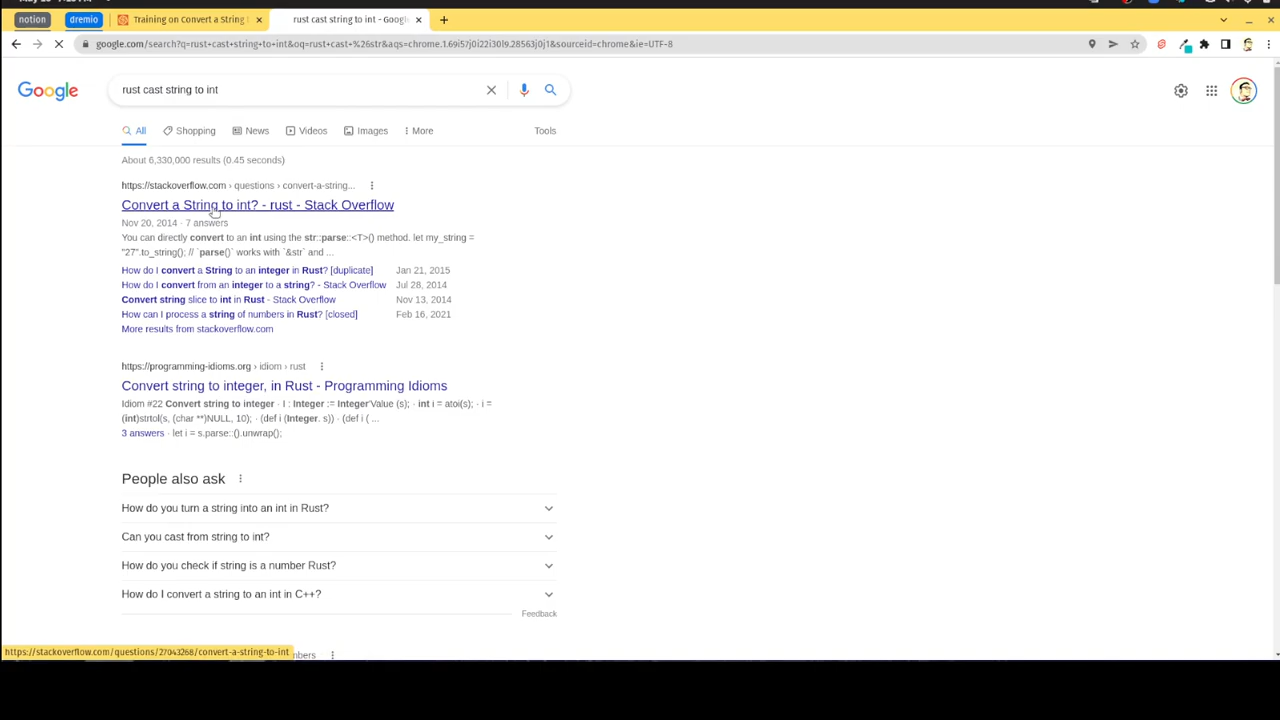 notion
dremio
Training on Convert a String
rust cast string to int - Googl
google.com/search?q=rust+cast+string+to+int&oq=rust+cast+%26str&aqs=chrome.1.69i57j0i22i30l9.28563j0j1&sourceid=chrome&ie=UTF-8
Google
rust cast string to int
All
Shopping
News
Videos
Images
More
Tools
About 6,330,000 results (0.45 seconds)
https://stackoverflow.com › questions › convert-a-string...
Convert a String to int? - rust - Stack Overflow
Nov 20, 2014 · 7 answers
You can directly convert to an int using the str::parse::<T>() method. let my_string =
"27".to_string(); // `parse()` works with `&str` and ...
How do I convert a String to an integer in Rust? [duplicate] Jan 21, 2015
How do I convert from an integer to a string? - Stack Overflow Jul 28, 2014
Convert string slice to int in Rust - Stack Overflow Nov 13, 2014
How can I process a string of numbers in Rust? [closed] Feb 16, 2021
More results from stackoverflow.com
https://programming-idioms.org › idiom › rust
Convert string to integer, in Rust - Programming Idioms
Idiom #22 Convert string to integer · I : Integer := Integer'Value (s); · int i = atoi(s); · i =
(int)strtol(s, (char **)NULL, 10); · (def i (Integer. s)) · (def i ( ...
3 answers · let i = s.parse::().unwrap();
People also ask
How do you turn a string into an int in Rust?
Can you cast from string to int?
How do you check if string is a number Rust?
How do I convert a string to an int in C++?
Feedback
https://stackoverflow.com/questions/27043268/convert-a-string-to-int